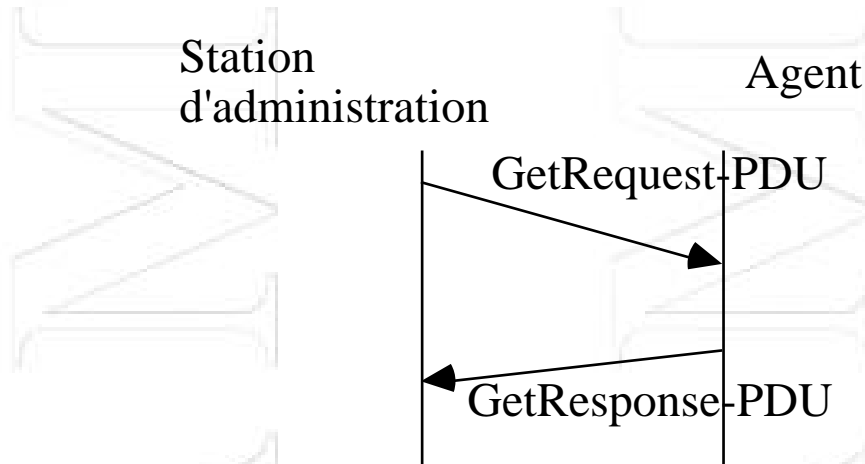 Station
d'administration
Agent
GetRequest-PDU
GetResponse-PDU